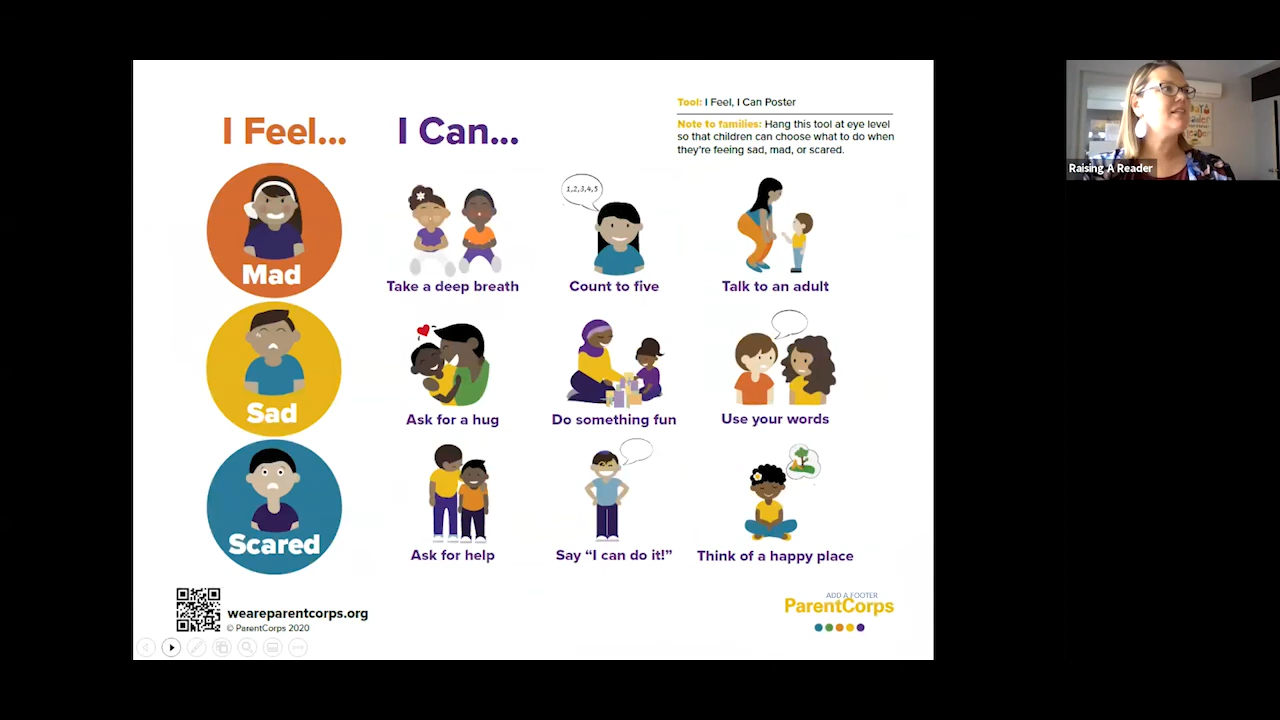 I Feel...
I Can...
Tool: I Feel, I Can Poster
Note to families: Hang this tool at eye level
so that children can choose what to do when
they're feeing sad, mad, or scared.
Raising A Reader
1,2,3,4,5
Mad
Take a deep breath
Count to five
Talk to an adult
Sad
Ask for a hug
Do something fun
Use your words
Scared
Ask for help
Say “I can do it!”
Think of a happy place
weareparentcorps.org
© ParentCorps 2020
ADD A FOOTER
ParentCorps